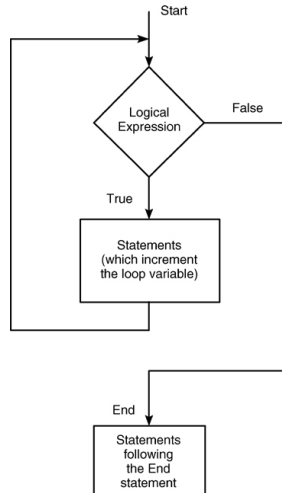 Start
Logical
Expression
False
True
Statements
(which increment
the loop variable)
End
Statements
following
the End
statement